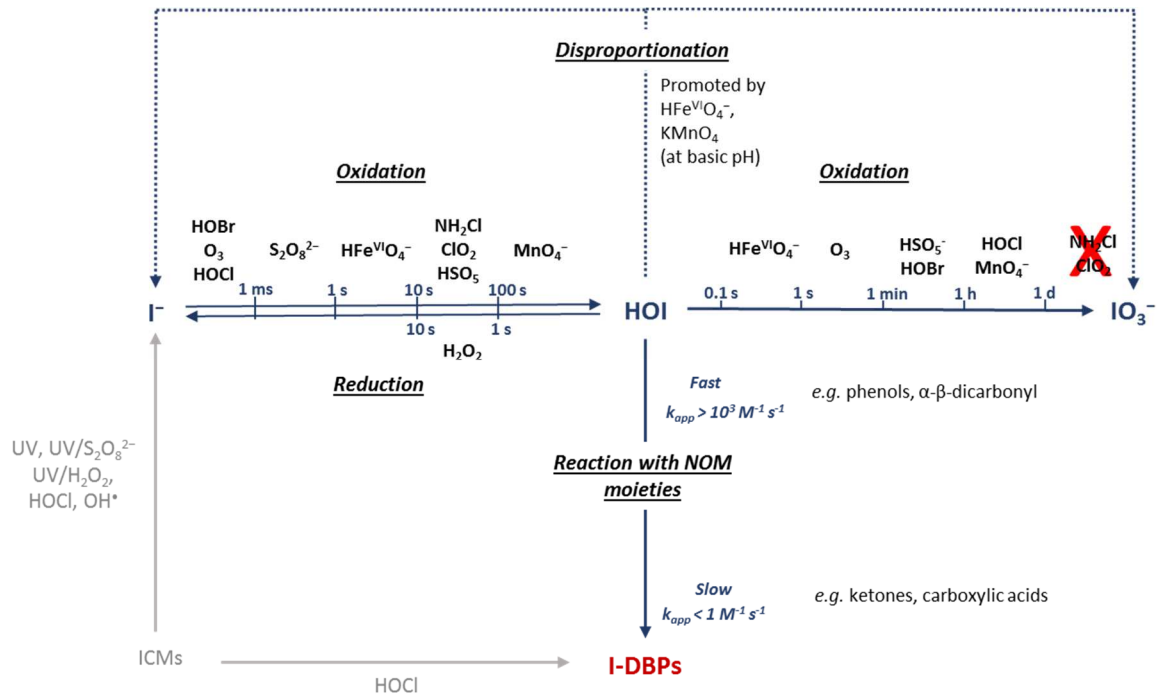 Disproportionation
Promoted by
HFeⱽᴵO₄⁻,
KMnO₄
(at basic pH)
Oxidation
Oxidation
HOBr
O₃
HOCl
S₂O₈²⁻
HFeⱽᴵO₄⁻
NH₂Cl
ClO₂
HSO₅
MnO₄⁻
HFeⱽᴵO₄⁻
O₃
HSO₅⁻
HOBr
HOCl
MnO₄⁻
NH₂Cl
ClO₂
1 ms
1 s
10 s
100 s
0.1 s
1 s
1 min
1 h
1 d
I⁻
HOI
IO₃⁻
10 s
1 s
H₂O₂
Reduction
Fast
k_app > 10³ M⁻¹ s⁻¹
e.g. phenols, α-β-dicarbonyl
UV, UV/S₂O₈²⁻
UV/H₂O₂,
HOCl, OH•
Reaction with NOM
moieties
Slow
k_app < 1 M⁻¹ s⁻¹
e.g. ketones, carboxylic acids
ICMs
HOCl
I-DBPs